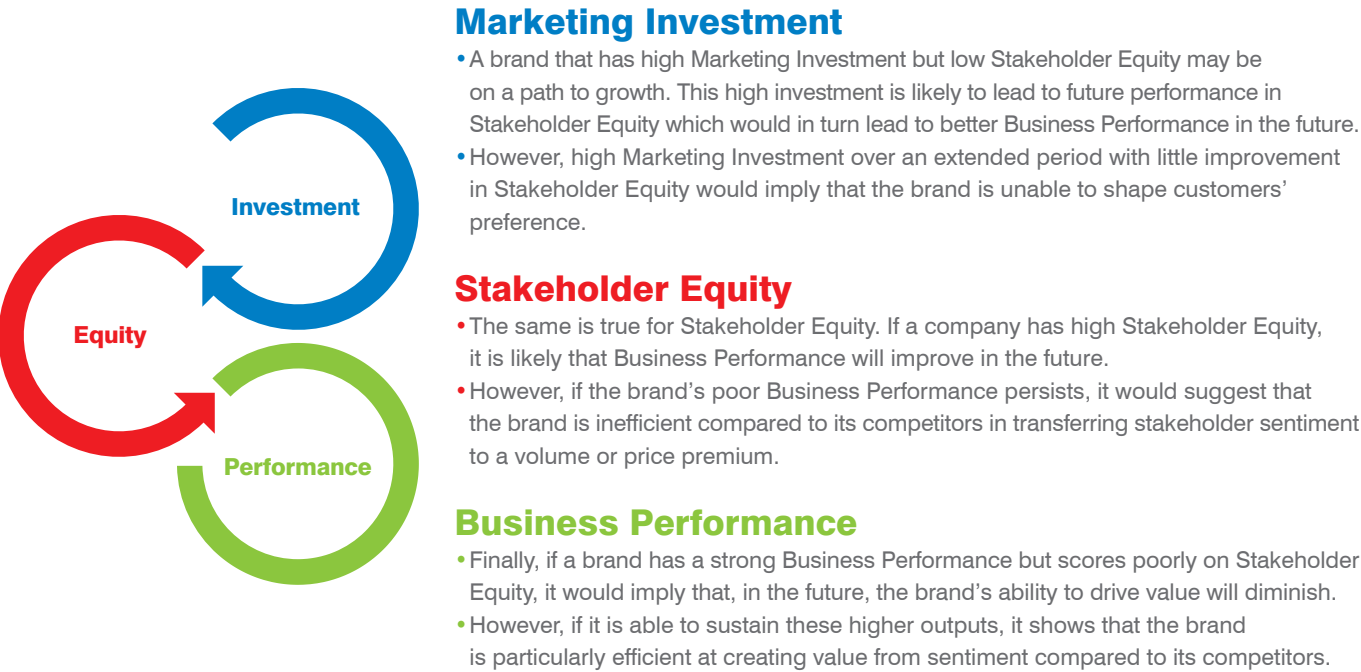 Marketing Investment
•A brand that has high Marketing Investment but low Stakeholder Equity may be
on a path to growth. This high investment is likely to lead to future performance in
Stakeholder Equity which would in turn lead to better Business Performance in the future.
•However, high Marketing Investment over an extended period with little improvement
in Stakeholder Equity would imply that the brand is unable to shape customers’
preference.
Investment
Stakeholder Equity
•The same is true for Stakeholder Equity. If a company has high Stakeholder Equity,
it is likely that Business Performance will improve in the future.
•However, if the brand’s poor Business Performance persists, it would suggest that
the brand is inefficient compared to its competitors in transferring stakeholder sentiment
to a volume or price premium.
Equity
Business Performance
•Finally, if a brand has a strong Business Performance but scores poorly on Stakeholder
Equity, it would imply that, in the future, the brand’s ability to drive value will diminish.
•However, if it is able to sustain these higher outputs, it shows that the brand
is particularly efficient at creating value from sentiment compared to its competitors.
Performance